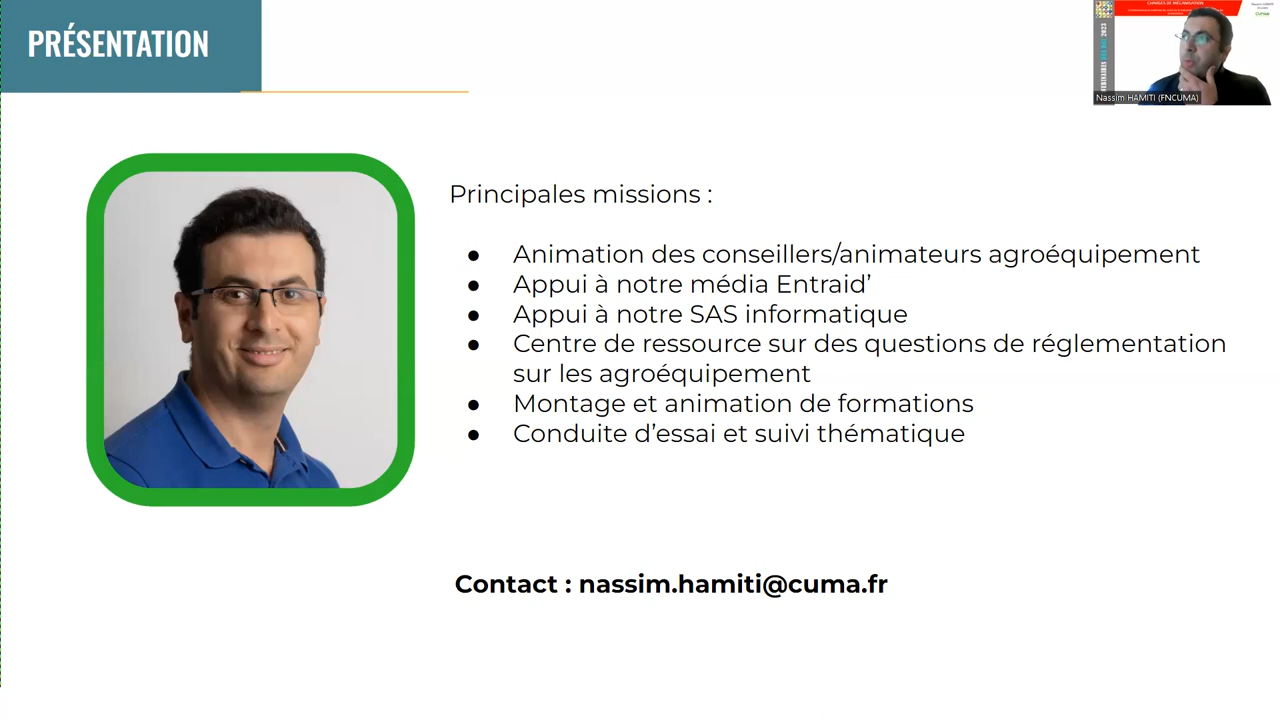 PRÉSENTATION
Nassim HAMITI (FNCUMA)
Principales missions :
● Animation des conseillers/animateurs agroéquipement
● Appui à notre média Entraid’
● Appui à notre SAS informatique
● Centre de ressource sur des questions de réglementation
sur les agroéquipement
● Montage et animation de formations
● Conduite d’essai et suivi thématique
Contact : nassim.hamiti@cuma.fr